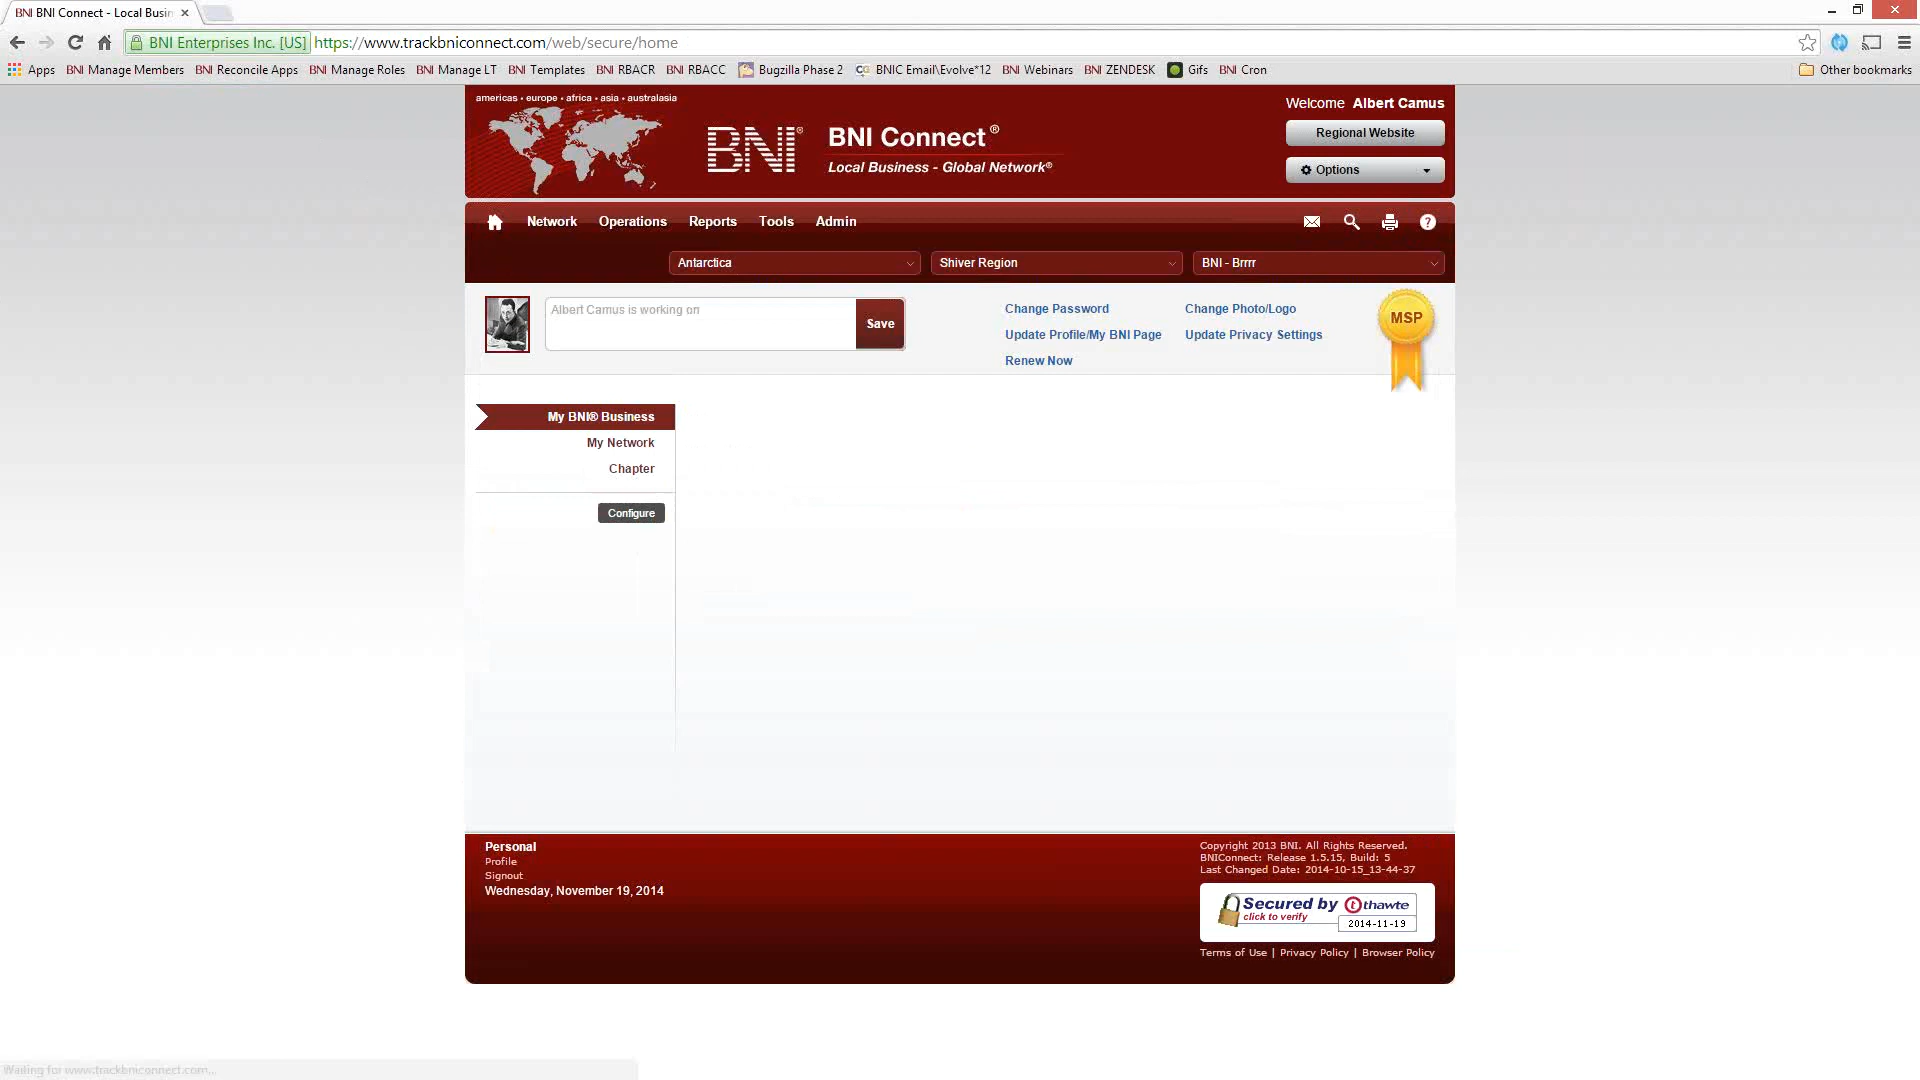 BNI BNI Connect - Local Busin
BNI Enterprises Inc. [US] https://www.trackbniconnect.com/web/secure/home
Apps BNI Manage Members BNI Reconcile Apps BNI Manage Roles BNI Manage LT BNI Templates BNI RBACR BNI RBACC Bugzilla Phase 2 CG BNIC Email\Evolve*12 BNI Webinars BNI ZENDESK Gifs BNI Cron Other bookmarks
americas • europe • africa • asia • australasia
Welcome Albert Camus
BNI® BNI Connect®
Regional Website
Local Business - Global Network®
Options
Network Operations Reports Tools Admin ?
Antarctica Shiver Region BNI - Brrrr
Albert Camus is working on
Save
Change Password Change Photo/Logo
MSP
Update Profile/My BNI Page Update Privacy Settings
Renew Now
My BNI® Business
My Network
Chapter
Configure
Personal
Profile
Signout
Wednesday, November 19, 2014
Copyright 2013 BNI. All Rights Reserved.
BNIConnect: Release 1.5.15, Build: 5
Last Changed Date: 2014-10-15_13-44-37
Secured by thawte
click to verify
2014-11-19
Terms of Use | Privacy Policy | Browser Policy
Waiting for www.trackbniconnect.com...